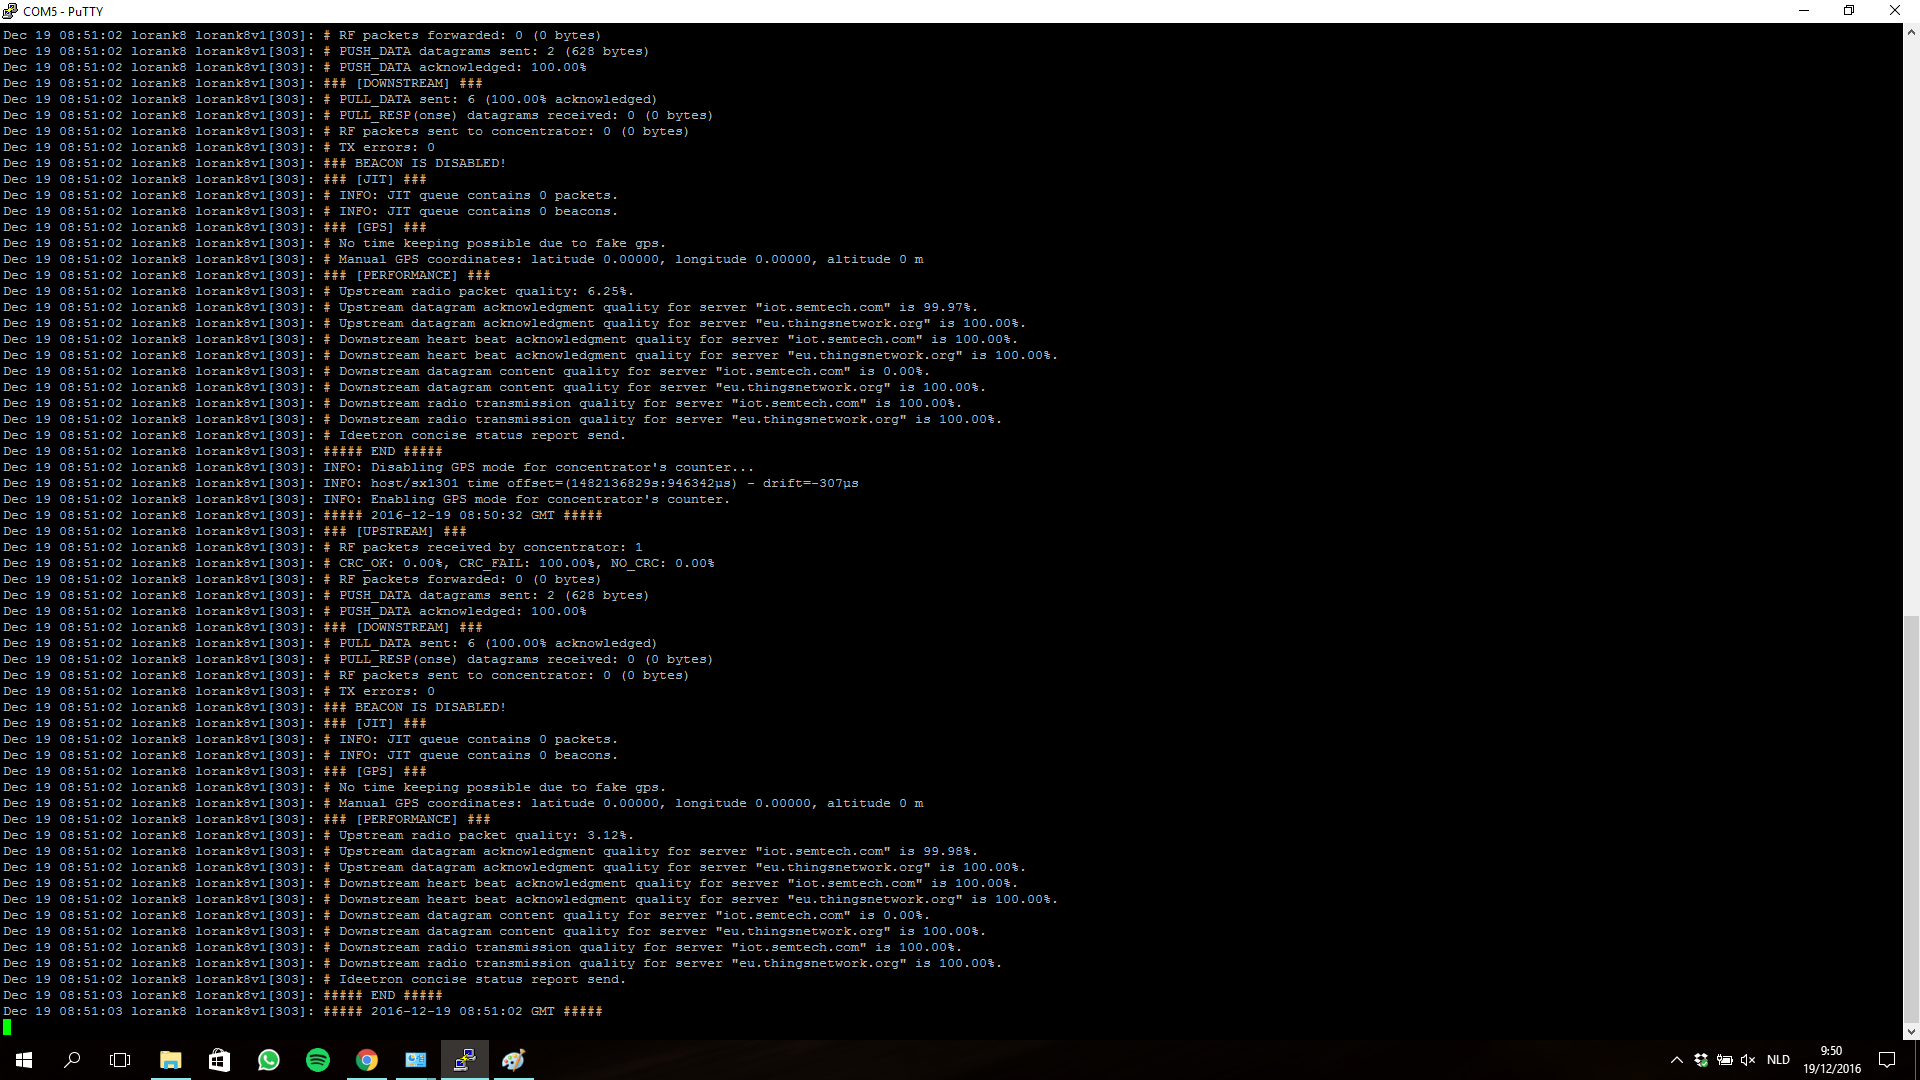 COM5 - PuTTY
Dec 19 08:51:02 lorank8 lorank8v1[303]: # RF packets forwarded: 0 (0 bytes)
Dec 19 08:51:02 lorank8 lorank8v1[303]: # PUSH_DATA datagrams sent: 2 (628 bytes)
Dec 19 08:51:02 lorank8 lorank8v1[303]: # PUSH_DATA acknowledged: 100.00%
Dec 19 08:51:02 lorank8 lorank8v1[303]: ### [DOWNSTREAM] ###
Dec 19 08:51:02 lorank8 lorank8v1[303]: # PULL_DATA sent: 6 (100.00% acknowledged)
Dec 19 08:51:02 lorank8 lorank8v1[303]: # PULL_RESP(onse) datagrams received: 0 (0 bytes)
Dec 19 08:51:02 lorank8 lorank8v1[303]: # RF packets sent to concentrator: 0 (0 bytes)
Dec 19 08:51:02 lorank8 lorank8v1[303]: # TX errors: 0
Dec 19 08:51:02 lorank8 lorank8v1[303]: ### BEACON IS DISABLED!
Dec 19 08:51:02 lorank8 lorank8v1[303]: ### [JIT] ###
Dec 19 08:51:02 lorank8 lorank8v1[303]: # INFO: JIT queue contains 0 packets.
Dec 19 08:51:02 lorank8 lorank8v1[303]: # INFO: JIT queue contains 0 beacons.
Dec 19 08:51:02 lorank8 lorank8v1[303]: ### [GPS] ###
Dec 19 08:51:02 lorank8 lorank8v1[303]: # No time keeping possible due to fake gps.
Dec 19 08:51:02 lorank8 lorank8v1[303]: # Manual GPS coordinates: latitude 0.00000, longitude 0.00000, altitude 0 m
Dec 19 08:51:02 lorank8 lorank8v1[303]: ### [PERFORMANCE] ###
Dec 19 08:51:02 lorank8 lorank8v1[303]: # Upstream radio packet quality: 6.25%.
Dec 19 08:51:02 lorank8 lorank8v1[303]: # Upstream datagram acknowledgment quality for server "iot.semtech.com" is 99.97%.
Dec 19 08:51:02 lorank8 lorank8v1[303]: # Upstream datagram acknowledgment quality for server "eu.thingsnetwork.org" is 100.00%.
Dec 19 08:51:02 lorank8 lorank8v1[303]: # Downstream heart beat acknowledgment quality for server "iot.semtech.com" is 100.00%.
Dec 19 08:51:02 lorank8 lorank8v1[303]: # Downstream heart beat acknowledgment quality for server "eu.thingsnetwork.org" is 100.00%.
Dec 19 08:51:02 lorank8 lorank8v1[303]: # Downstream datagram content quality for server "iot.semtech.com" is 0.00%.
Dec 19 08:51:02 lorank8 lorank8v1[303]: # Downstream datagram content quality for server "eu.thingsnetwork.org" is 100.00%.
Dec 19 08:51:02 lorank8 lorank8v1[303]: # Downstream radio transmission quality for server "iot.semtech.com" is 100.00%.
Dec 19 08:51:02 lorank8 lorank8v1[303]: # Downstream radio transmission quality for server "eu.thingsnetwork.org" is 100.00%.
Dec 19 08:51:02 lorank8 lorank8v1[303]: # Ideetron concise status report send.
Dec 19 08:51:02 lorank8 lorank8v1[303]: ##### END #####
Dec 19 08:51:02 lorank8 lorank8v1[303]: INFO: Disabling GPS mode for concentrator's counter...
Dec 19 08:51:02 lorank8 lorank8v1[303]: INFO: host/sx1301 time offset=(1482136829s:946342µs) - drift=-307µs
Dec 19 08:51:02 lorank8 lorank8v1[303]: INFO: Enabling GPS mode for concentrator's counter.
Dec 19 08:51:02 lorank8 lorank8v1[303]: ##### 2016-12-19 08:50:32 GMT #####
Dec 19 08:51:02 lorank8 lorank8v1[303]: ### [UPSTREAM] ###
Dec 19 08:51:02 lorank8 lorank8v1[303]: # RF packets received by concentrator: 1
Dec 19 08:51:02 lorank8 lorank8v1[303]: # CRC_OK: 0.00%, CRC_FAIL: 100.00%, NO_CRC: 0.00%
Dec 19 08:51:02 lorank8 lorank8v1[303]: # RF packets forwarded: 0 (0 bytes)
Dec 19 08:51:02 lorank8 lorank8v1[303]: # PUSH_DATA datagrams sent: 2 (628 bytes)
Dec 19 08:51:02 lorank8 lorank8v1[303]: # PUSH_DATA acknowledged: 100.00%
Dec 19 08:51:02 lorank8 lorank8v1[303]: ### [DOWNSTREAM] ###
Dec 19 08:51:02 lorank8 lorank8v1[303]: # PULL_DATA sent: 6 (100.00% acknowledged)
Dec 19 08:51:02 lorank8 lorank8v1[303]: # PULL_RESP(onse) datagrams received: 0 (0 bytes)
Dec 19 08:51:02 lorank8 lorank8v1[303]: # RF packets sent to concentrator: 0 (0 bytes)
Dec 19 08:51:02 lorank8 lorank8v1[303]: # TX errors: 0
Dec 19 08:51:02 lorank8 lorank8v1[303]: ### BEACON IS DISABLED!
Dec 19 08:51:02 lorank8 lorank8v1[303]: ### [JIT] ###
Dec 19 08:51:02 lorank8 lorank8v1[303]: # INFO: JIT queue contains 0 packets.
Dec 19 08:51:02 lorank8 lorank8v1[303]: # INFO: JIT queue contains 0 beacons.
Dec 19 08:51:02 lorank8 lorank8v1[303]: ### [GPS] ###
Dec 19 08:51:02 lorank8 lorank8v1[303]: # No time keeping possible due to fake gps.
Dec 19 08:51:02 lorank8 lorank8v1[303]: # Manual GPS coordinates: latitude 0.00000, longitude 0.00000, altitude 0 m
Dec 19 08:51:02 lorank8 lorank8v1[303]: ### [PERFORMANCE] ###
Dec 19 08:51:02 lorank8 lorank8v1[303]: # Upstream radio packet quality: 3.12%.
Dec 19 08:51:02 lorank8 lorank8v1[303]: # Upstream datagram acknowledgment quality for server "iot.semtech.com" is 99.98%.
Dec 19 08:51:02 lorank8 lorank8v1[303]: # Upstream datagram acknowledgment quality for server "eu.thingsnetwork.org" is 100.00%.
Dec 19 08:51:02 lorank8 lorank8v1[303]: # Downstream heart beat acknowledgment quality for server "iot.semtech.com" is 100.00%.
Dec 19 08:51:02 lorank8 lorank8v1[303]: # Downstream heart beat acknowledgment quality for server "eu.thingsnetwork.org" is 100.00%.
Dec 19 08:51:02 lorank8 lorank8v1[303]: # Downstream datagram content quality for server "iot.semtech.com" is 0.00%.
Dec 19 08:51:02 lorank8 lorank8v1[303]: # Downstream datagram content quality for server "eu.thingsnetwork.org" is 100.00%.
Dec 19 08:51:02 lorank8 lorank8v1[303]: # Downstream radio transmission quality for server "iot.semtech.com" is 100.00%.
Dec 19 08:51:02 lorank8 lorank8v1[303]: # Downstream radio transmission quality for server "eu.thingsnetwork.org" is 100.00%.
Dec 19 08:51:02 lorank8 lorank8v1[303]: # Ideetron concise status report send.
Dec 19 08:51:03 lorank8 lorank8v1[303]: ##### END #####
Dec 19 08:51:03 lorank8 lorank8v1[303]: ##### 2016-12-19 08:51:02 GMT #####
NLD
9:50
19/12/2016